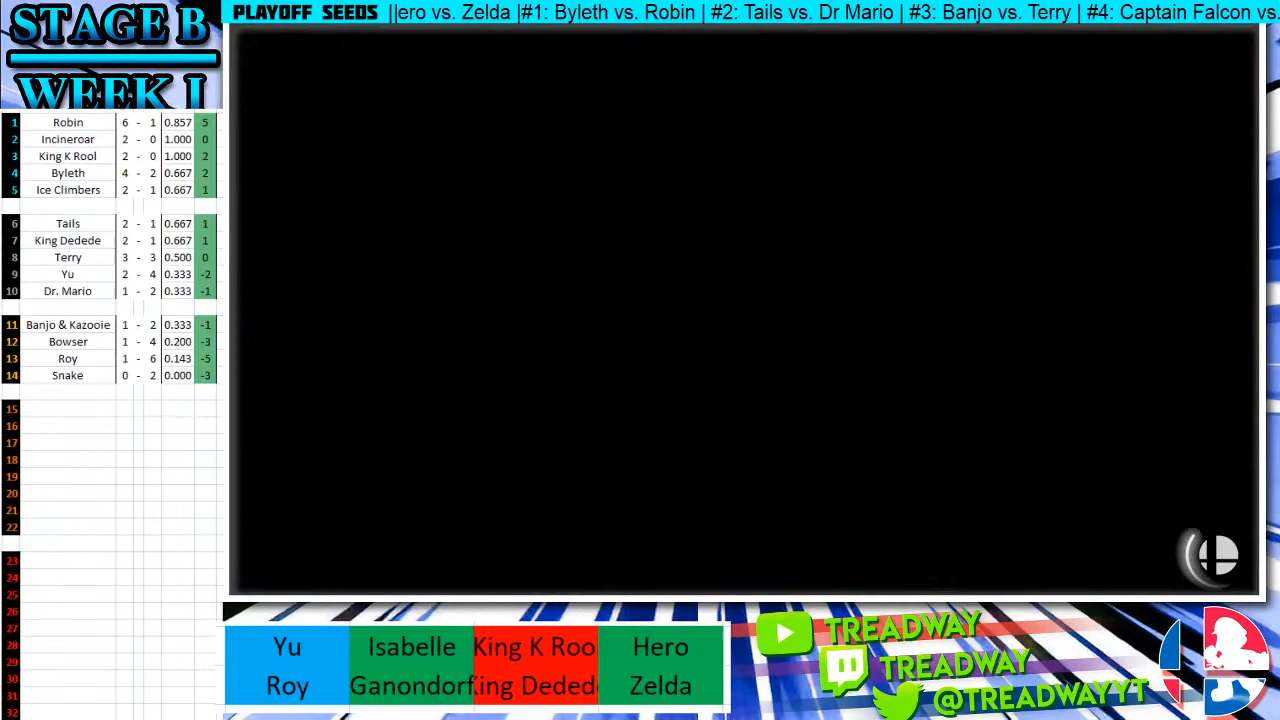 STAGE B
WEEK 1
PLAYOFF SEEDS
Hero vs. Zelda |#1: Byleth vs. Robin | #2: Tails vs. Dr Mario | #3: Banjo vs. Terry | #4: Captain Falcon vs.
1 Robin 6 - 1 0.857 5
2 Incineroar 2 - 0 1.000 0
3 King K Rool 2 - 0 1.000 2
4 Byleth 4 - 2 0.667 2
5 Ice Climbers 2 - 1 0.667 1
6 Tails 2 - 1 0.667 1
7 King Dedede 2 - 1 0.667 1
8 Terry 3 - 3 0.500 0
9 Yu 2 - 4 0.333 -2
10 Dr. Mario 1 - 2 0.333 -1
11 Banjo & Kazooie 1 - 2 0.333 -1
12 Bowser 1 - 4 0.200 -3
13 Roy 1 - 6 0.143 -5
14 Snake 0 - 2 0.000 -3
15
16
17
18
19
20
21
22
23
24
25
26
27
28
29
30
31
32
Yu Isabelle King K Roo Hero
Roy Ganondorf King Deded Zelda
TREADWAY
TREADWAY
@TREADWAYYT